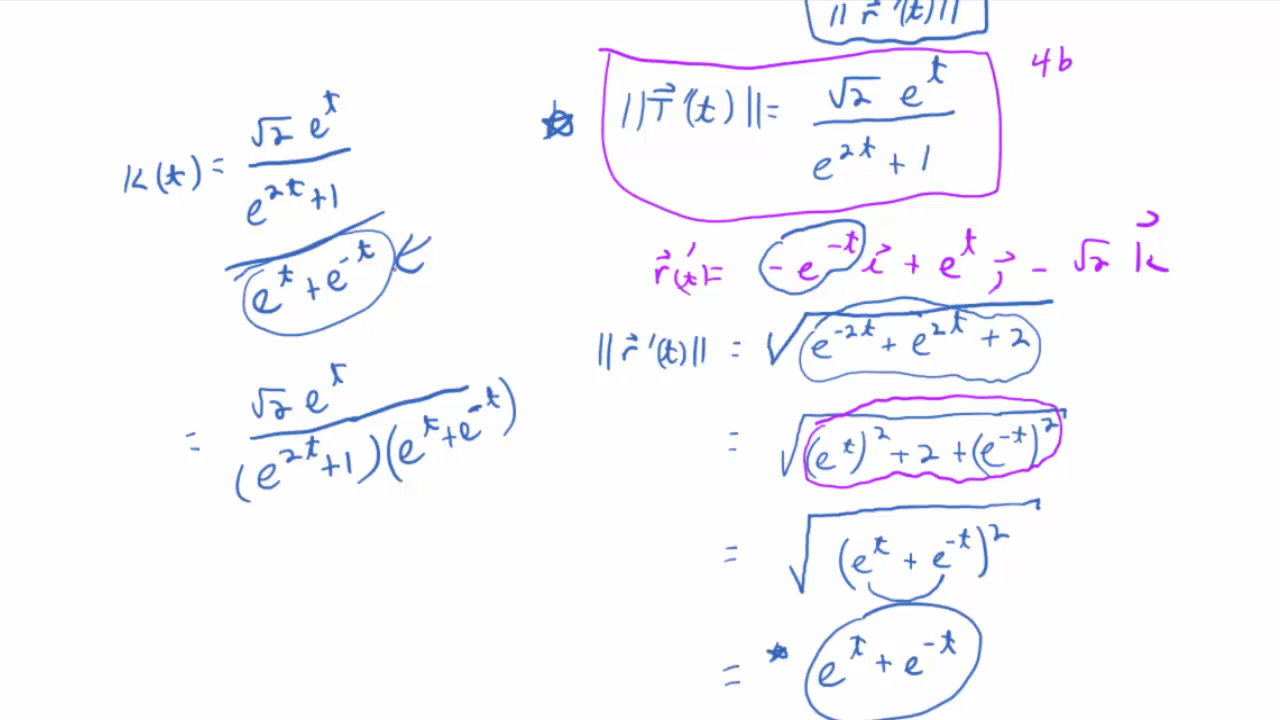 ||r⃗ '(t)||
4b
||T⃗ '(t)|| = √2 e^t / (e^{2t} + 1)
K(t) = (√2 e^t / (e^{2t} + 1)) / (e^t + e^{-t})
= √2 e^t / ((e^{2t} + 1)(e^t + e^{-t}))
r⃗ '(t) = -e^{-t} i⃗ + e^t j⃗ - √2 k⃗
||r⃗ '(t)|| = √(e^{-2t} + e^{2t} + 2)
= √((e^t)^2 + 2 + (e^{-t})^2)
= √((e^t + e^{-t})^2)
= e^t + e^{-t}